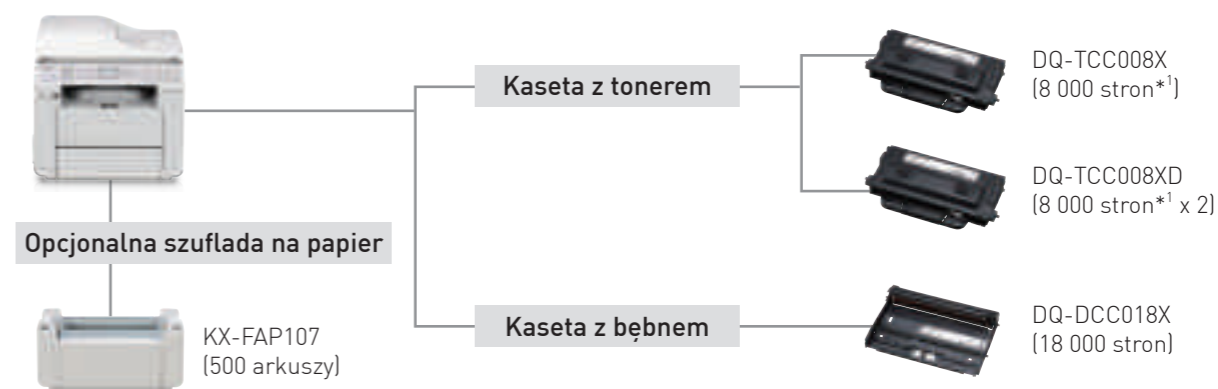 Kaseta z tonerem
DQ-TCC008X
(8 000 stron*¹)
DQ-TCC008XD
(8 000 stron*¹ x 2)
Opcjonalna szuflada na papier
KX-FAP107
(500 arkuszy)
Kaseta z bębnem
DQ-DCC018X
(18 000 stron)